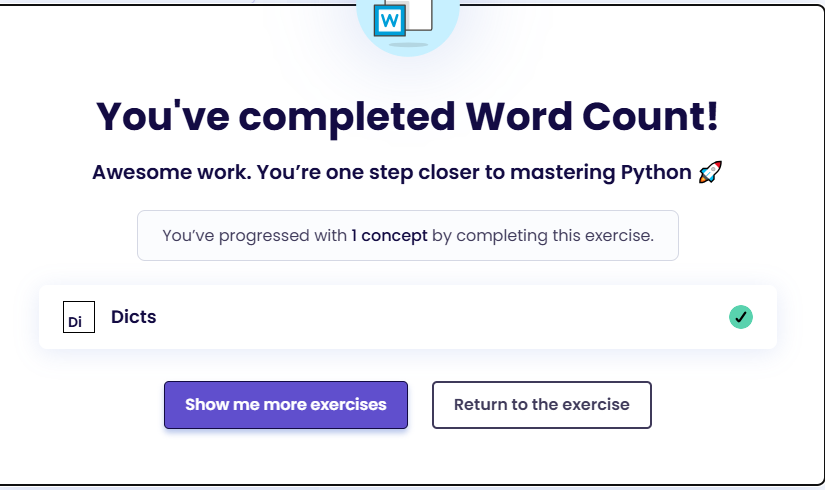 W
You've completed Word Count!
Awesome work. You’re one step closer to mastering Python 🚀
You’ve progressed with 1 concept by completing this exercise.
Di
Dicts
Show me more exercises
Return to the exercise